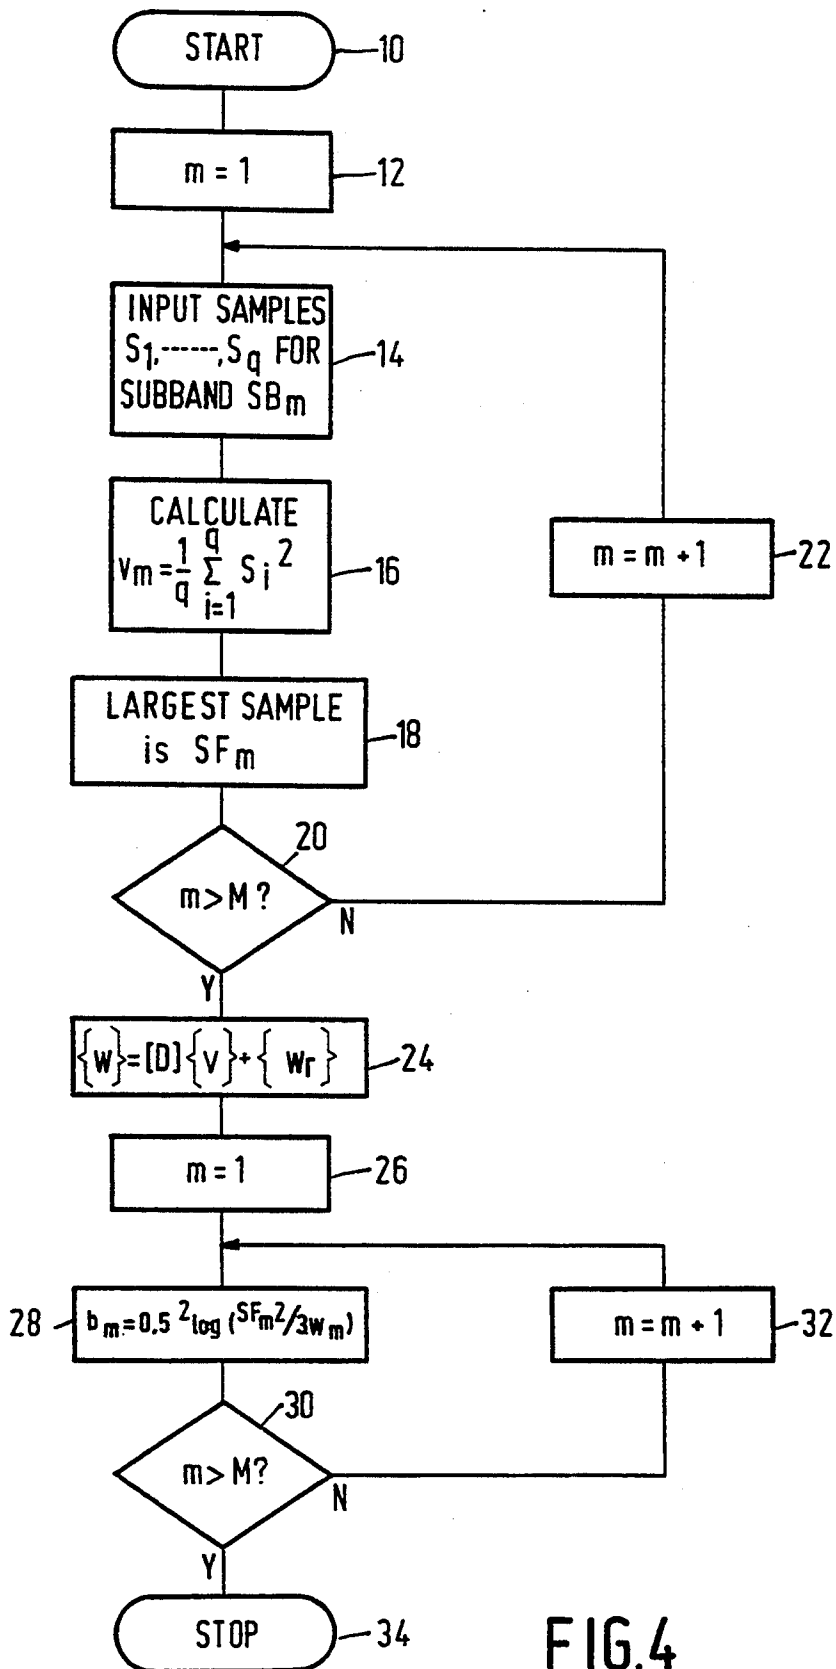 START
10
m = 1
12
INPUT SAMPLES
S1,------,Sq FOR
SUBBAND SBm
14
CALCULATE
vm = 1/q q Σ i=1 Si 2
16
m = m + 1
22
LARGEST SAMPLE
is SFm
18
20
m > M ?
N
Y
{w}=[D]{v}+{wr}
24
m = 1
26
28
bm = 0.5 2log (SFm2/3wm)
m = m + 1
32
30
m > M?
N
Y
STOP
34
FIG.4